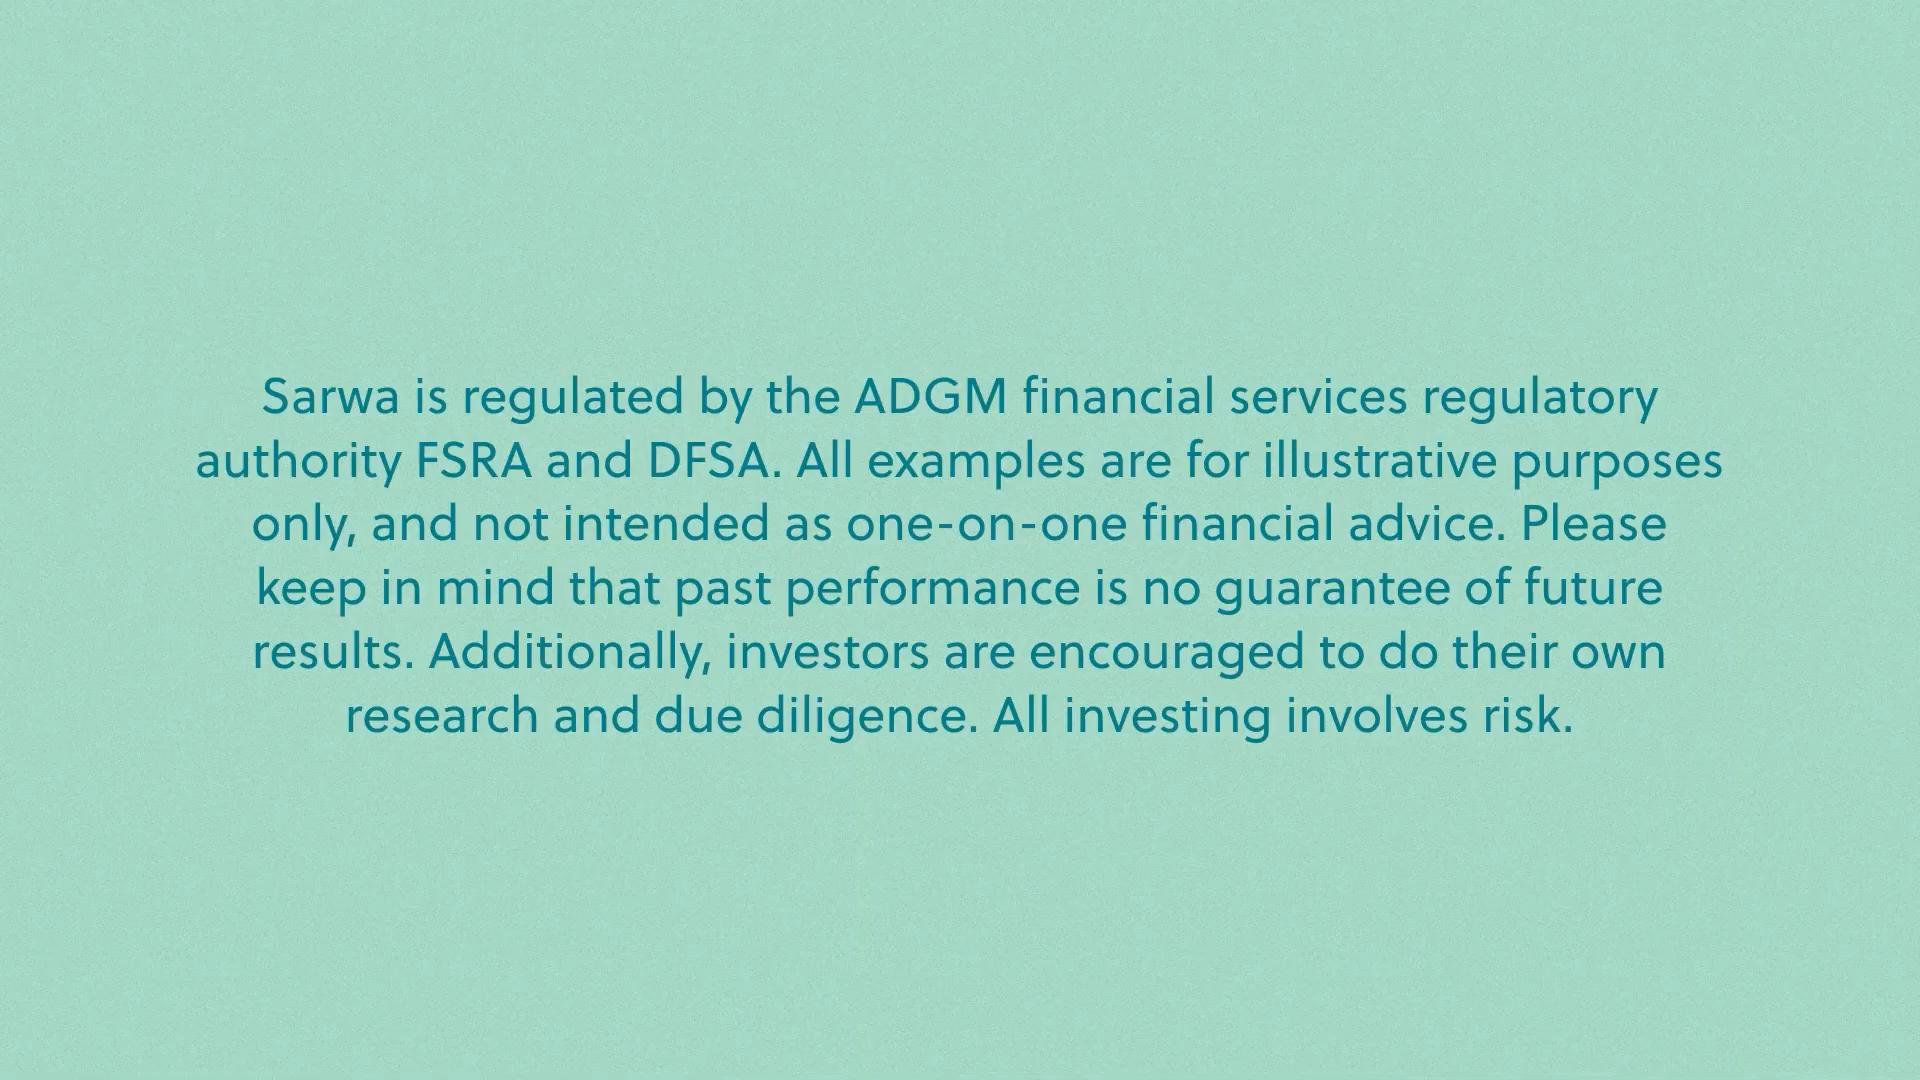 Sarwa is regulated by the ADGM financial services regulatory
authority FSRA and DFSA. All examples are for illustrative purposes
only, and not intended as one-on-one financial advice. Please
keep in mind that past performance is no guarantee of future
results. Additionally, investors are encouraged to do their own
research and due diligence. All investing involves risk.